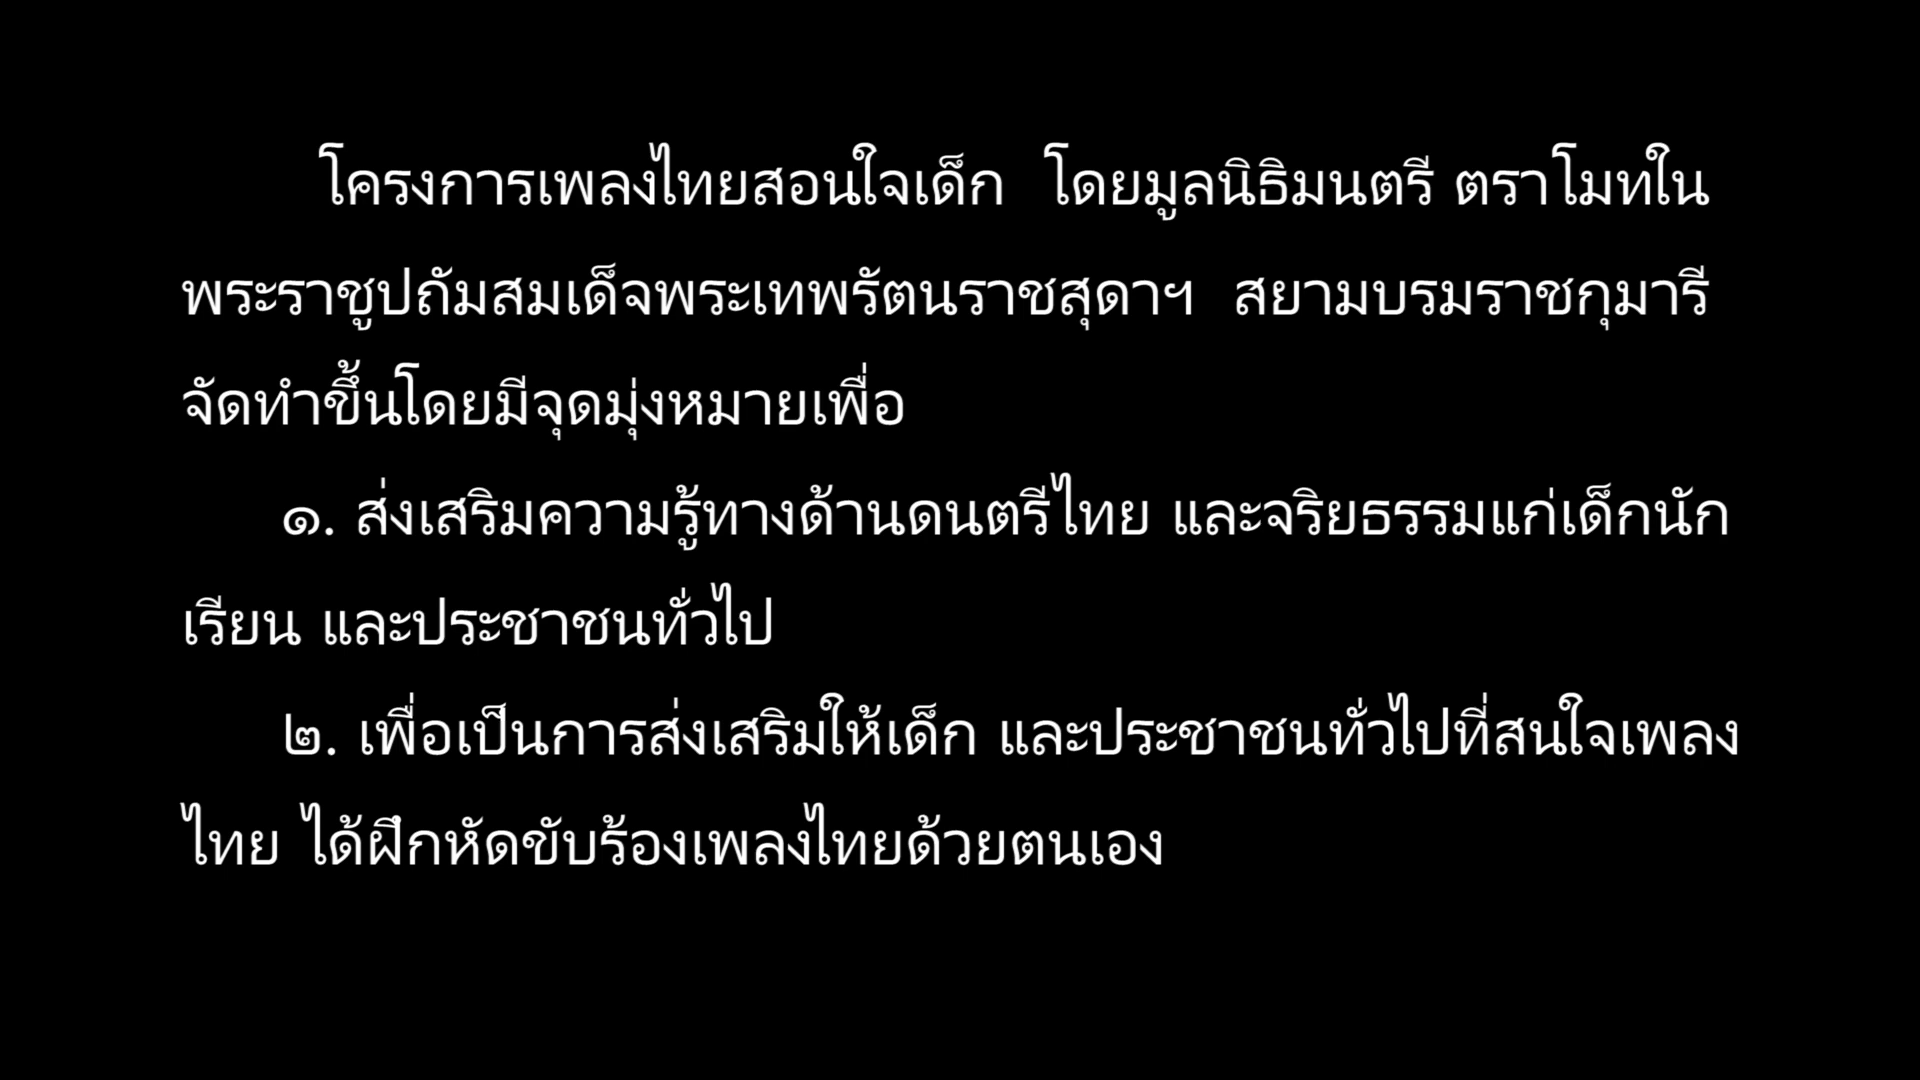 โครงการเพลงไทยสอนใจเด็ก  โดยมูลนิธิมนตรี ตราโมทใน
พระราชูปถัมสมเด็จพระเทพรัตนราชสุดาฯ  สยามบรมราชกุมารี
จัดทำขึ้นโดยมีจุดมุ่งหมายเพื่อ
๑. ส่งเสริมความรู้ทางด้านดนตรีไทย และจริยธรรมแก่เด็กนัก
เรียน และประชาชนทั่วไป
๒. เพื่อเป็นการส่งเสริมให้เด็ก และประชาชนทั่วไปที่สนใจเพลง
ไทย ได้ฝึกหัดขับร้องเพลงไทยด้วยตนเอง